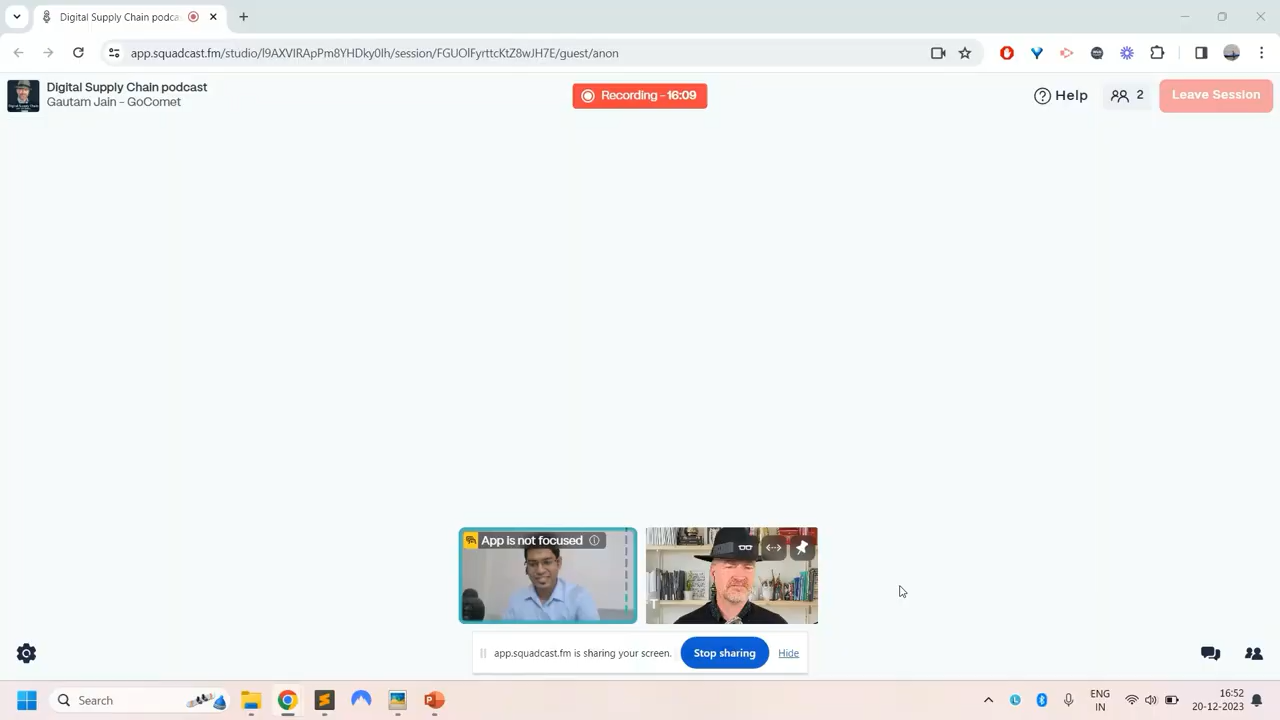 Digital Supply Chain podca
app.squadcast.fm/studio/I9AXVIRApPm8YHDky0Ih/session/FGUOlFyrttcKtZ8wJH7E/guest/anon
Digital Supply Chain podcast
Gautam Jain - GoComet
Recording - 16:09
Help
2
Leave Session
App is not focused
app.squadcast.fm is sharing your screen.
Stop sharing
Hide
Search
ENG
IN
16:52
20-12-2023